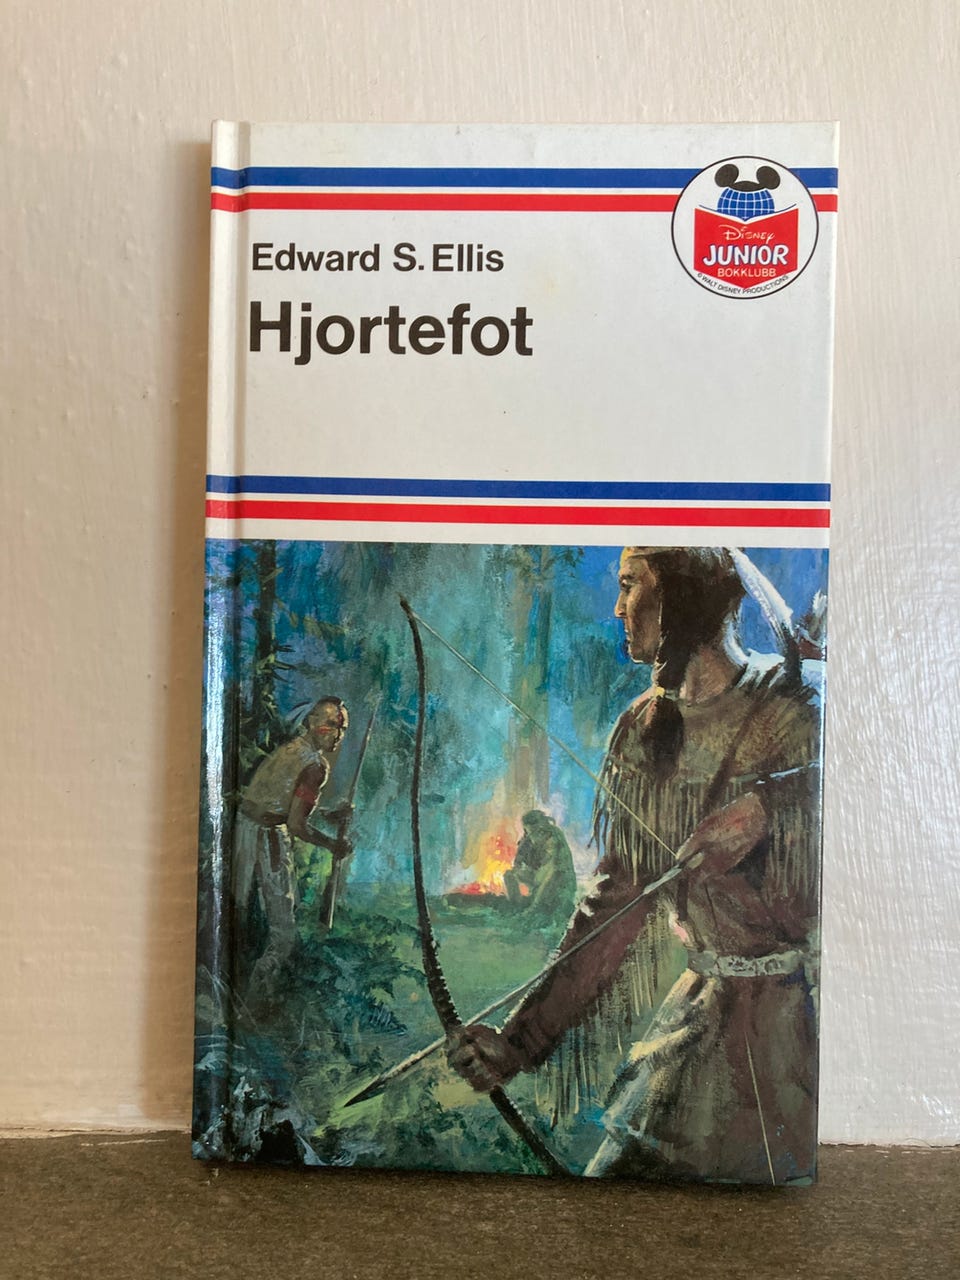 Edward S. Ellis
Hjortefot
Disney
JUNIOR
BOKKLUBB
© WALT DISNEY PRODUCTIONS